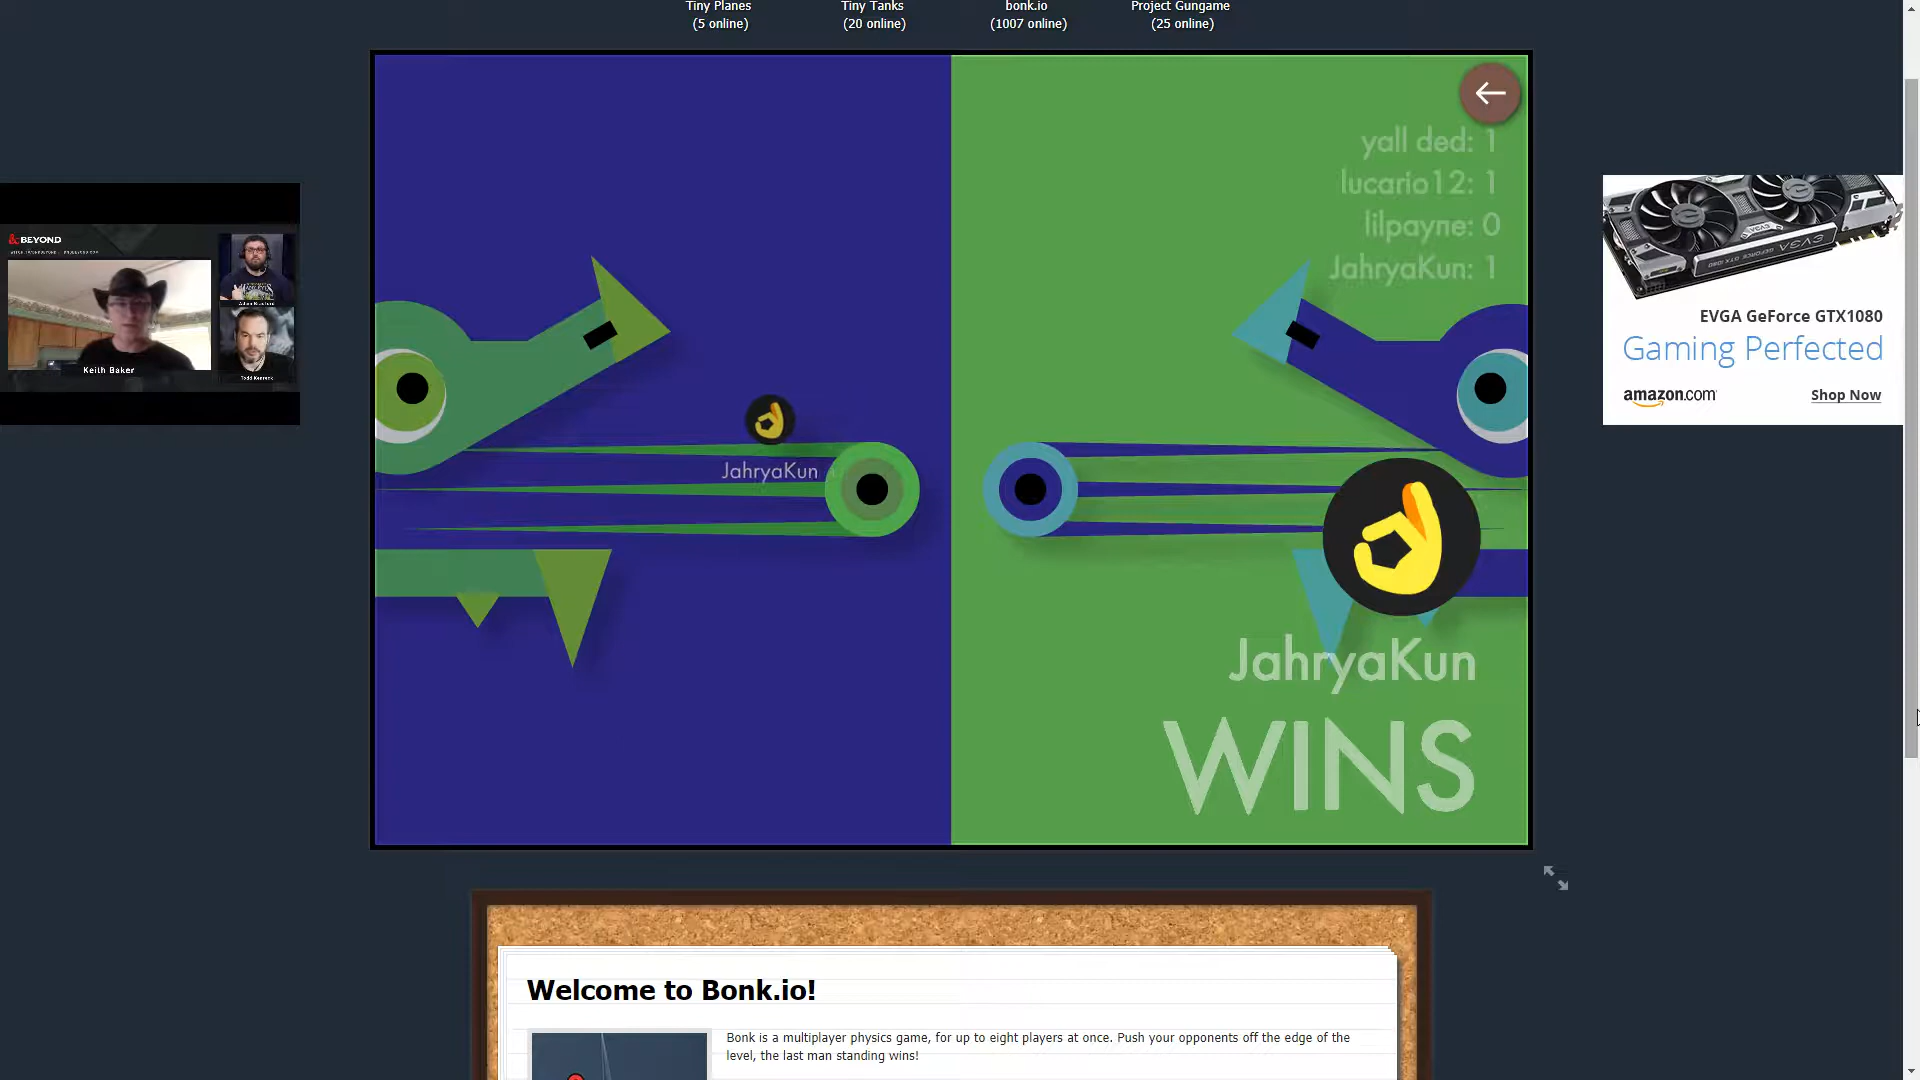 Tiny Planes
(5 online)
Tiny Tanks
(20 online)
bonk.io
(1007 online)
Project Gungame
(25 online)
yall ded: 1
lucario12: 1
lilpayne: 0
JahryaKun: 1
BEYOND
Keith Baker
JahryaKun
JahryaKun
WINS
EVGA GeForce GTX1080
Gaming Perfected
amazon.com
Shop Now
Welcome to Bonk.io!
Bonk is a multiplayer physics game, for up to eight players at once. Push your opponents off the edge of the
level, the last man standing wins!